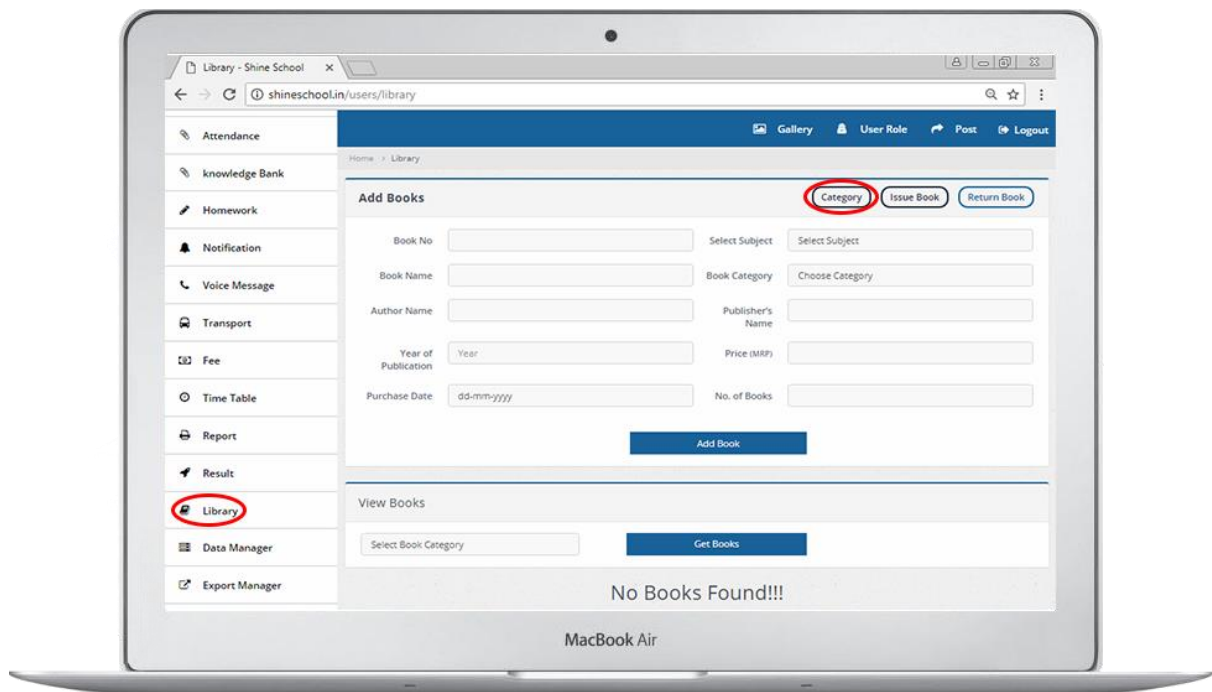 Library - Shine School
shineschool.in/users/library
Gallery User Role Post Logout
Attendance
knowledge Bank
Homework
Notification
Voice Message
Transport
Fee
Time Table
Report
Result
Library
Data Manager
Export Manager
Home > Library
Add Books Category Issue Book Return Book
Book No Select Subject Select Subject
Book Name Book Category Choose Category
Author Name Publisher's
Name
Year of Year Price (MRP)
Publication
Purchase Date dd-mm-yyyy No. of Books
Add Book
View Books
Select Book Category Get Books
No Books Found!!!
MacBook Air